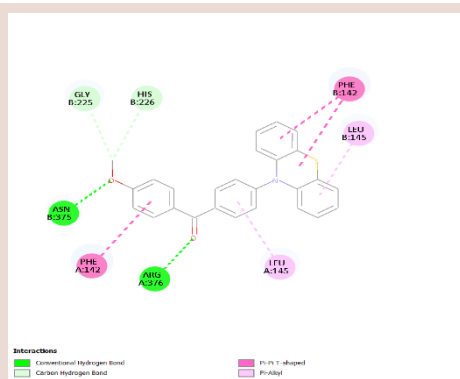 GLY
B:225
HIS
B:226
PHE
B:142
LEU
B:145
ASN
B:375
N
S
O
O
PHE
A:142
ARG
A:376
LEU
A:145
Interactions
Conventional Hydrogen Bond
Carbon Hydrogen Bond
Pi-Pi T-shaped
Pi-Alkyl